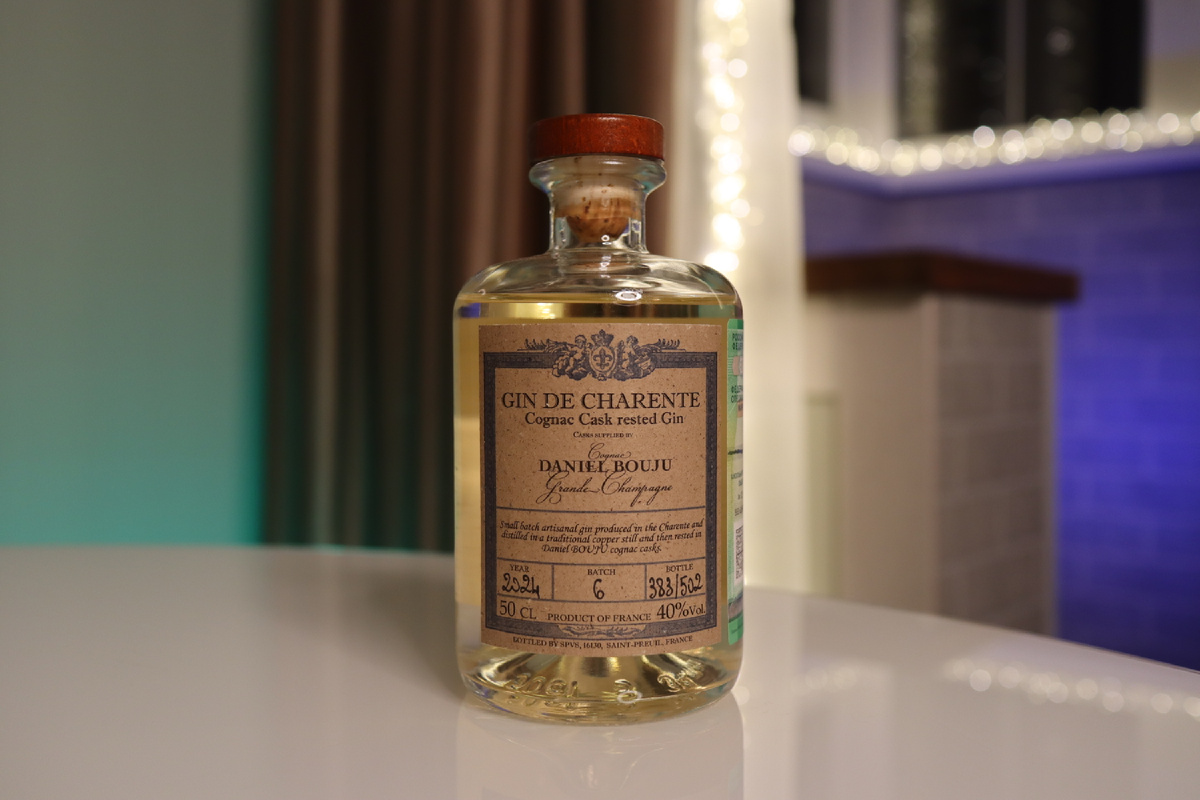 GIN DE CHARENTE
Cognac Cask rested Gin
CASKS SUPPLIED BY
Cognac
DANIEL BOUJU
Grande Champagne
Small batch artisanal gin produced in the Charente and
distilled in a traditional copper still and then rested in
Daniel BOUJU cognac casks.
YEAR BATCH BOTTLE
2024 6 383/502
50 CL PRODUCT OF FRANCE 40%Vol.
BOTTLED BY SPVS, 16130, SAINT-PREUIL, FRANCE